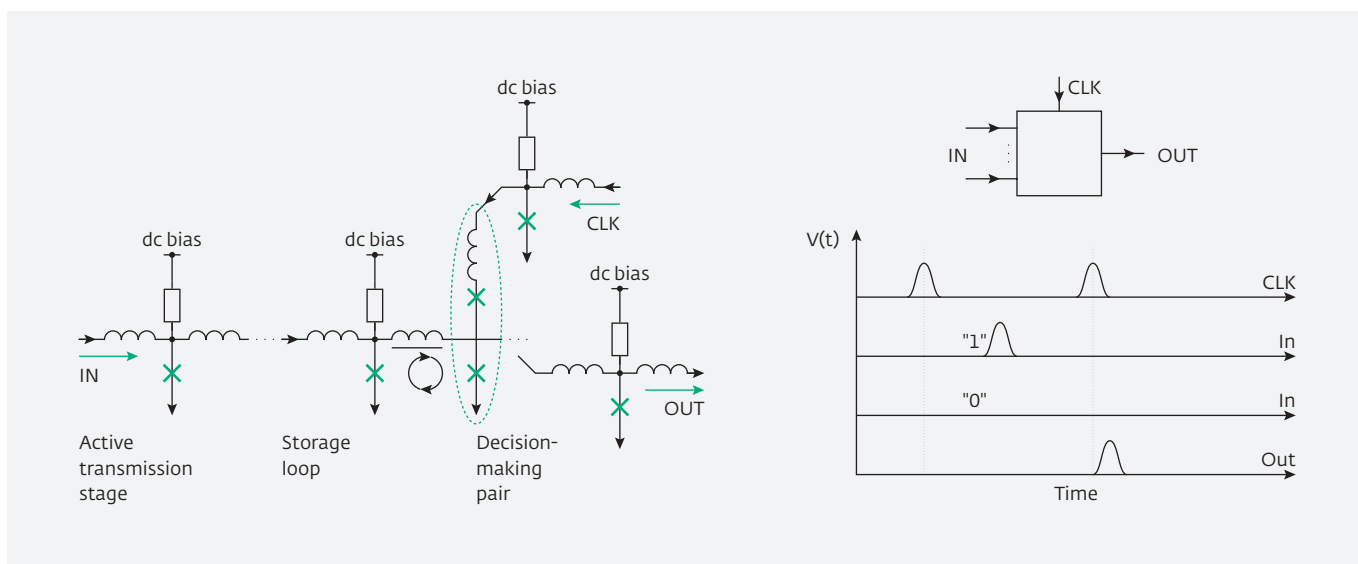 dc bias
CLK
dc bias
dc bias
dc bias
IN
OUT
Active
transmission
stage
Storage
loop
Decision-
making
pair
CLK
IN
OUT
V(t)
CLK
"1"
In
"0"
In
Out
Time